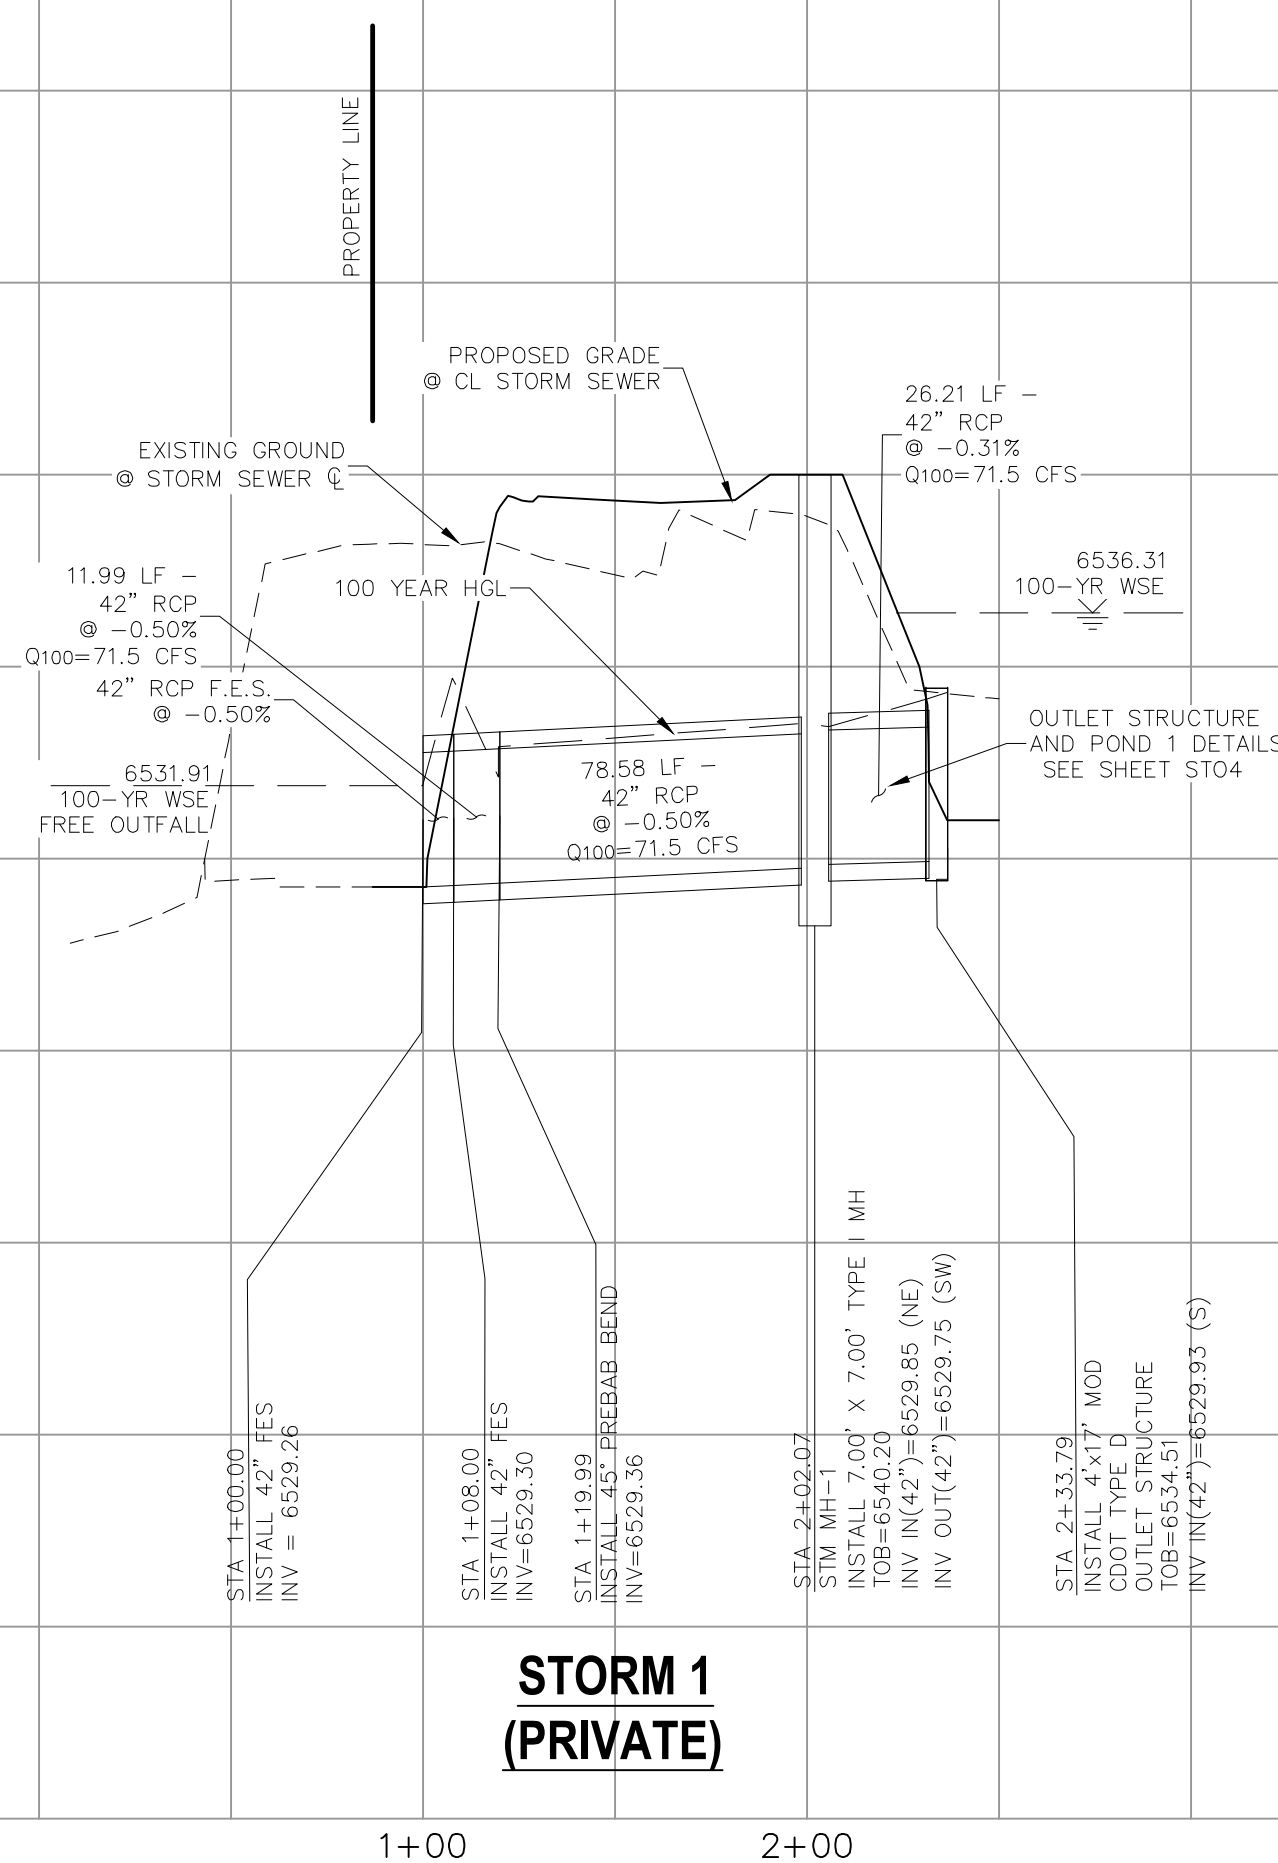 PROPERTY LINE
PROPOSED GRADE
@ CL STORM SEWER
26.21 LF –
42" RCP
@ –0.31%
Q100=71.5 CFS
EXISTING GROUND
@ STORM SEWER ℄
6536.31
100–YR WSE
11.99 LF –
42" RCP
@ –0.50%
Q100=71.5 CFS
100 YEAR HGL
42" RCP F.E.S.
@ –0.50%
OUTLET STRUCTURE
AND POND 1 DETAILS
SEE SHEET STO4
6531.91
100–YR WSE
FREE OUTFALL
78.58 LF –
42" RCP
@ –0.50%
Q100=71.5 CFS
STA 1+00.00
INSTALL 42" FES
INV = 6529.26
STA 1+08.00
INSTALL 42" FES
INV=6529.30
STA 1+19.99
INSTALL 45° PREBAB BEND
INV=6529.36
STA 2+02.07
STM MH–1
INSTALL 7.00' X 7.00' TYPE I MH
TOB=6540.20
INV IN(42")=6529.85 (NE)
INV OUT(42")=6529.75 (SW)
STA 2+33.79
INSTALL 4'x17' MOD
CDOT TYPE D
OUTLET STRUCTURE
TOB=6534.51
INV IN(42")=6529.93 (S)
STORM 1
(PRIVATE)
1+00
2+00